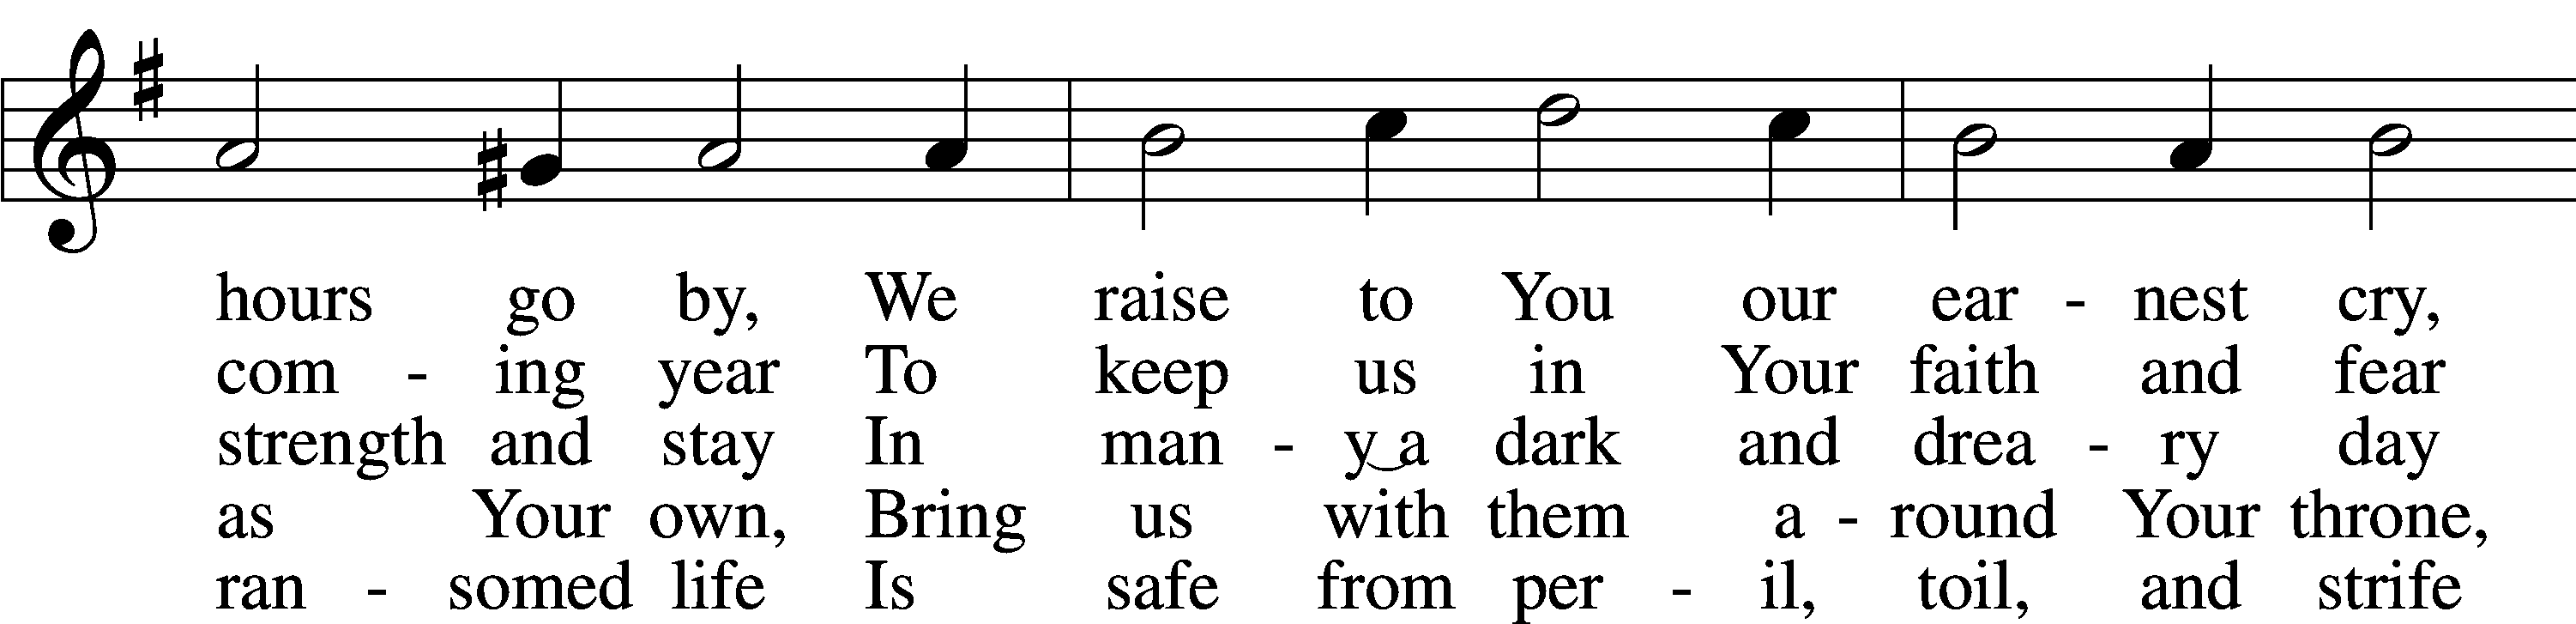 hours go by, We raise to You our ear - nest cry,
com - ing year To keep us in Your faith and fear
strength and stay In man - y a dark and drea - ry day
as Your own, Bring us with them a - round Your throne,
ran - somed life Is safe from per - il, toil, and strife